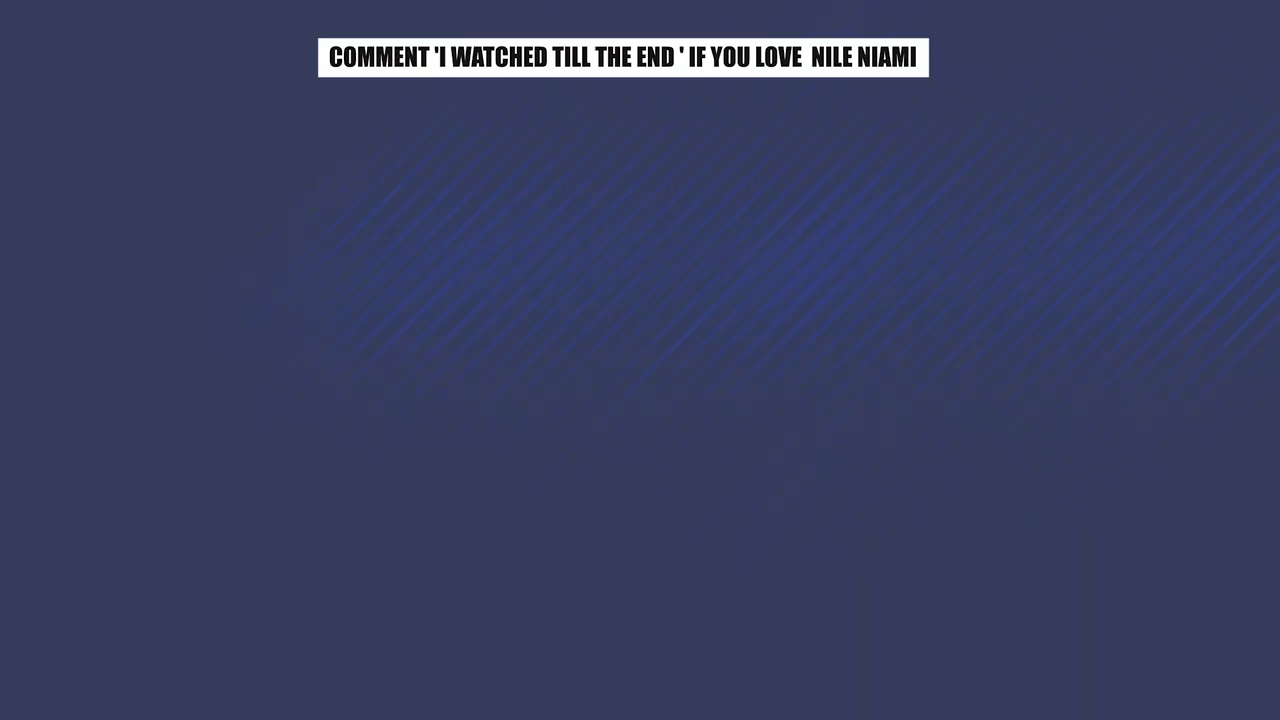 COMMENT 'I WATCHED TILL THE END ' IF YOU LOVE  NILE NIAMI